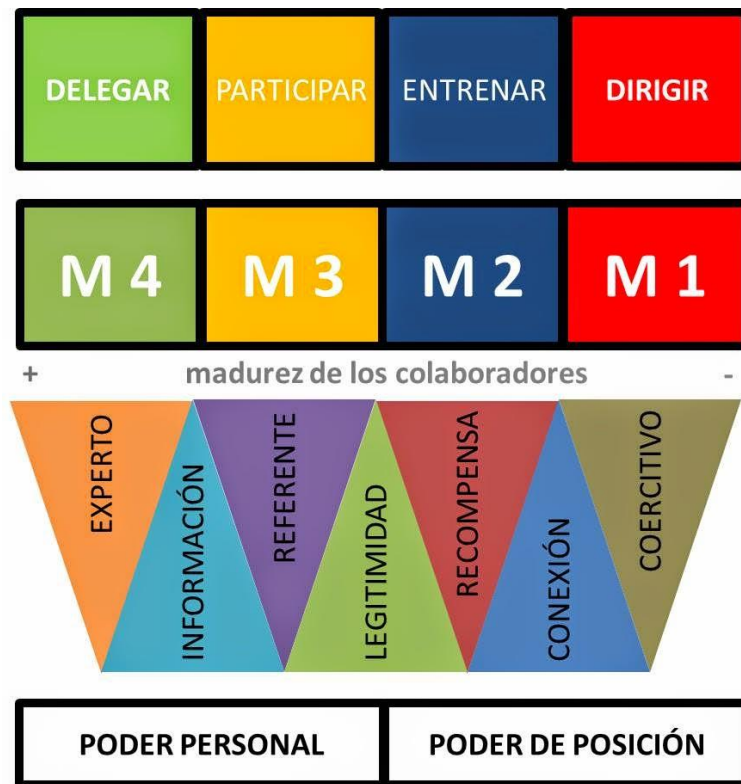 DELEGAR PARTICIPAR ENTRENAR DIRIGIR
M 4 M 3 M 2 M 1
+ madurez de los colaboradores -
EXPERTO
INFORMACIÓN
REFERENTE
LEGITIMIDAD
RECOMPENSA
CONEXIÓN
COERCITIVO
PODER PERSONAL PODER DE POSICIÓN